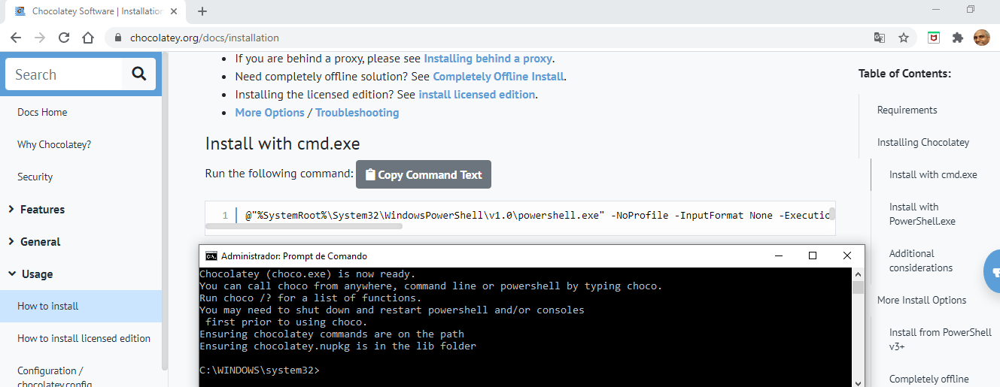 Chocolatey Software | Installation
chocolatey.org/docs/installation
Search
Docs Home
Why Chocolatey?
Security
Features
General
Usage
How to install
How to install licensed edition
Configuration /
chocolatey.config
If you are behind a proxy, please see Installing behind a proxy.
Need completely offline solution? See Completely Offline Install.
Installing the licensed edition? See install licensed edition.
More Options / Troubleshooting
Install with cmd.exe
Run the following command: Copy Command Text
1 @"%SystemRoot%\System32\WindowsPowerShell\v1.0\powershell.exe" -NoProfile -InputFormat None -Executio
Administrador: Prompt de Comando
Chocolatey (choco.exe) is now ready.
You can call choco from anywhere, command line or powershell by typing choco.
Run choco /? for a list of functions.
You may need to shut down and restart powershell and/or consoles
first prior to using choco.
Ensuring chocolatey commands are on the path
Ensuring chocolatey.nupkg is in the lib folder
C:\WINDOWS\system32>
Table of Contents:
Requirements
Installing Chocolatey
Install with cmd.exe
Install with
PowerShell.exe
Additional
considerations
More Install Options
Install from PowerShell
v3+
Completely offline